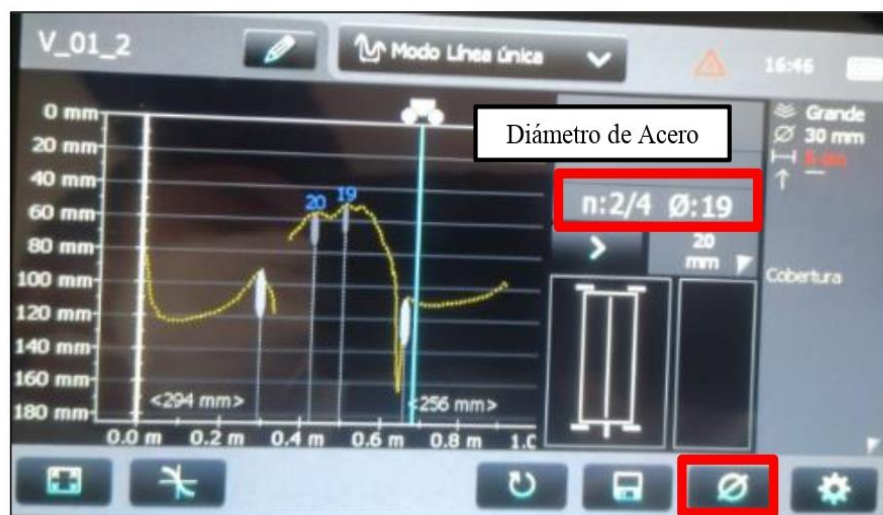 V_01_2
Modo Línea única
16:46
Diámetro de Acero
Grande
Ø 30 mm
n:2/4 Ø:19
20 mm
Cobertura
0 mm
20 mm
40 mm
60 mm
80 mm
100 mm
120 mm
140 mm
160 mm
180 mm
20
19
<294 mm>
<256 mm>
0.0 m
0.2 m
0.4 m
0.6 m
0.8 m
Ø